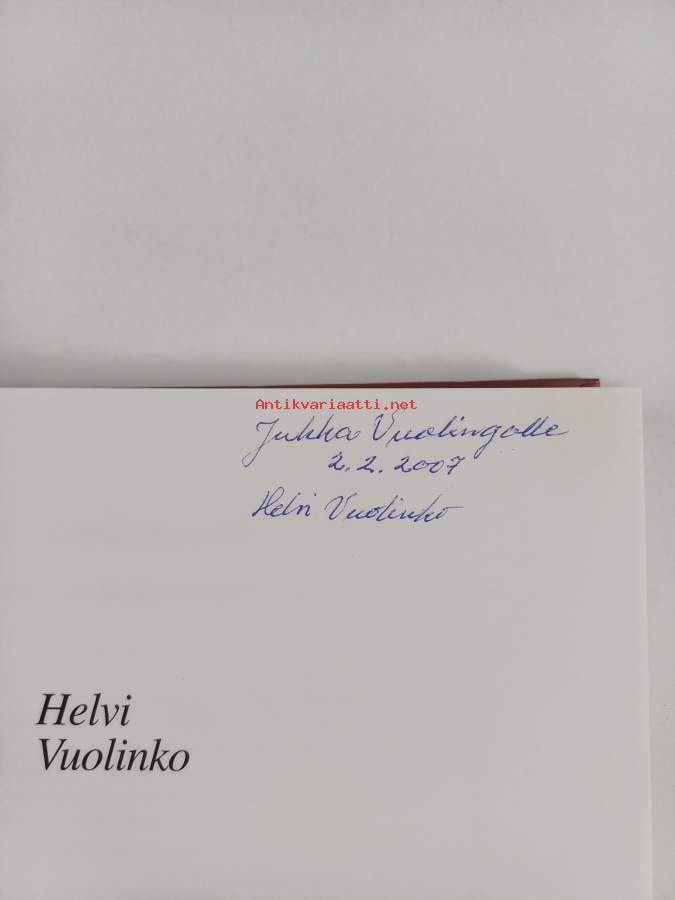 Antikvariaatti.net
Jukka Vuolingolle
2.2.2007
Helvi Vuolinko
Helvi
Vuolinko